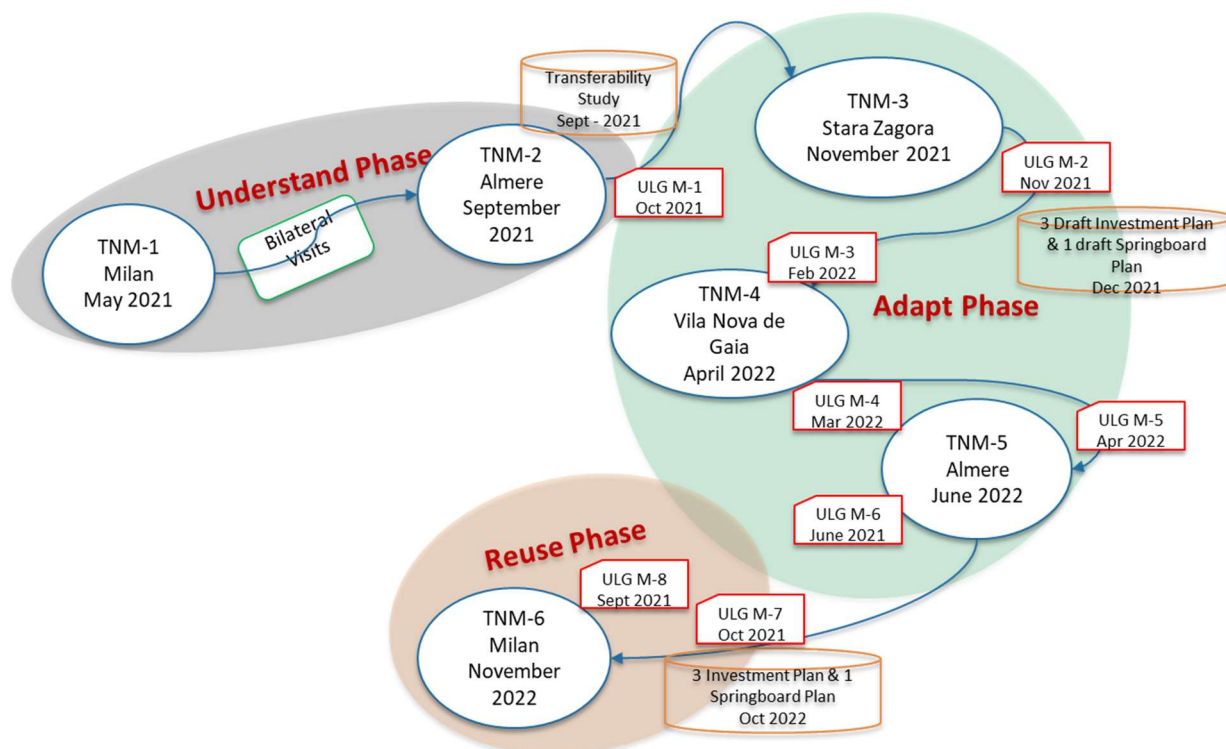 Understand Phase
TNM-1
Milan
May 2021
Bilateral
Visits
TNM-2
Almere
September
2021
Transferability
Study
Sept - 2021
ULG M-1
Oct 2021
TNM-3
Stara Zagora
November 2021
ULG M-2
Nov 2021
3 Draft Investment Plan
& 1 draft Springboard
Plan
Dec 2021
ULG M-3
Feb 2022
Adapt Phase
TNM-4
Vila Nova de
Gaia
April 2022
ULG M-4
Mar 2022
ULG M-5
Apr 2022
TNM-5
Almere
June 2022
ULG M-6
June 2021
Reuse Phase
ULG M-8
Sept 2021
ULG M-7
Oct 2021
TNM-6
Milan
November
2022
3 Investment Plan & 1
Springboard Plan
Oct 2022